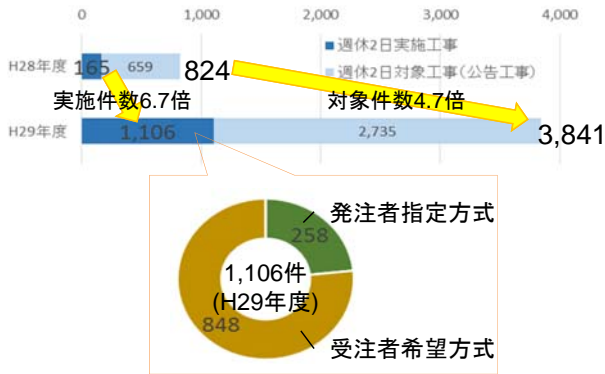 0 1,000 2,000 3,000 4,000
週休2日実施工事
週休2日対象工事(公告工事)
H28年度 165 659 824
実施件数6.7倍 対象件数4.7倍
H29年度 1,106 2,735 3,841
発注者指定方式
258
1,106件
(H29年度)
848
受注者希望方式